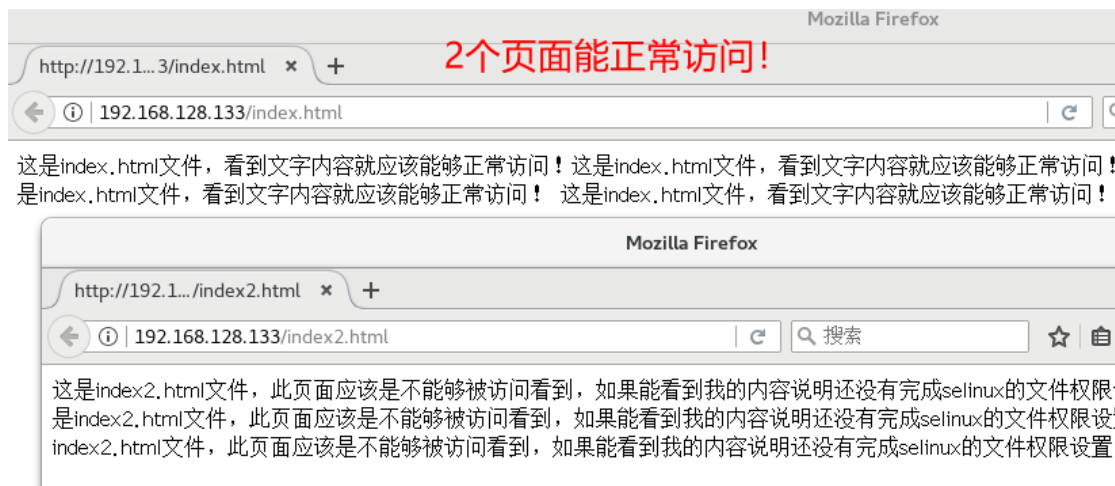 Mozilla Firefox
2个页面能正常访问！
http://192.1...3/index.html × +
192.168.128.133/index.html
这是index.html文件，看到文字内容就应该能够正常访问！这是index.html文件，看到文字内容就应该能够正常访问！
是index.html文件，看到文字内容就应该能够正常访问！ 这是index.html文件，看到文字内容就应该能够正常访问！
Mozilla Firefox
http://192.1.../index2.html × +
192.168.128.133/index2.html 搜索
这是index2.html文件，此页面应该是不能够被访问看到，如果能看到我的内容说明还没有完成selinux的文件权限
是index2.html文件，此页面应该是不能够被访问看到，如果能看到我的内容说明还没有完成selinux的文件权限设
index2.html文件，此页面应该是不能够被访问看到，如果能看到我的内容说明还没有完成selinux的文件权限设置